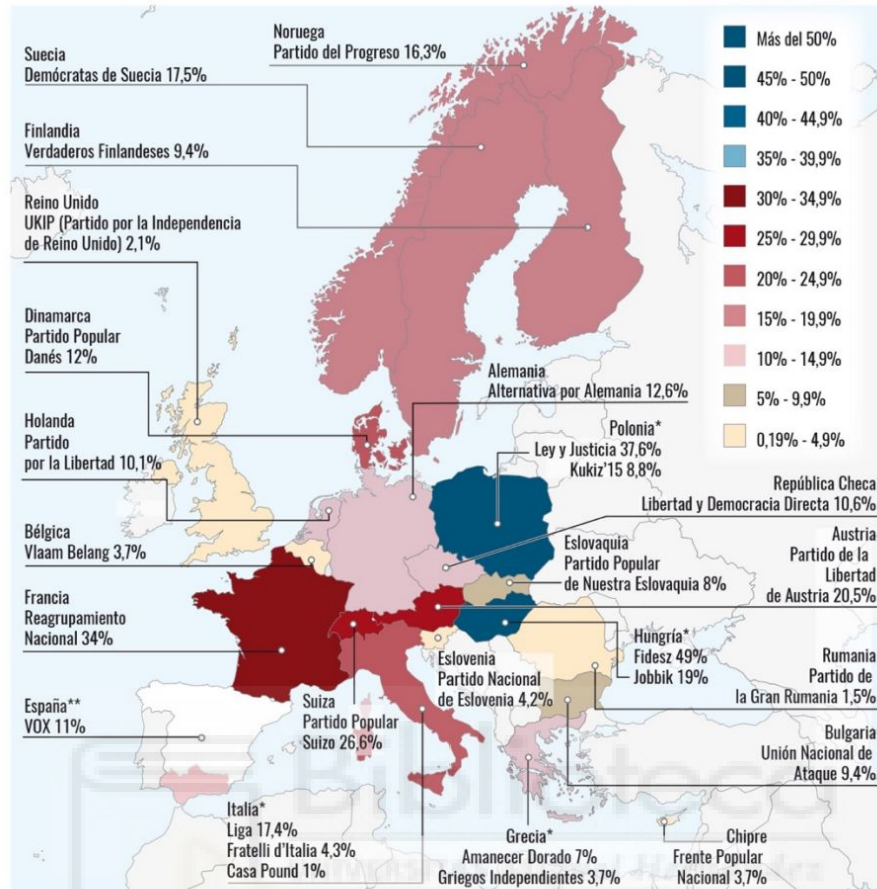 Noruega
Partido del Progreso 16,3%
Suecia
Demócratas de Suecia 17,5%
Finlandia
Verdaderos Finlandeses 9,4%
Reino Unido
UKIP (Partido por la Independencia
de Reino Unido) 2,1%
Dinamarca
Partido Popular
Danés 12%
Holanda
Partido
por la Libertad 10,1%
Bélgica
Vlaam Belang 3,7%
Francia
Reagrupamiento
Nacional 34%
España**
VOX 11%
Alemania
Alternativa por Alemania 12,6%
Polonia*
Ley y Justicia 37,6%
Kukiz'15 8,8%
República Checa
Libertad y Democracia Directa 10,6%
Austria
Partido de la
Libertad
de Austria 20,5%
Eslovaquia
Partido Popular
de Nuestra Eslovaquia 8%
Hungría*
Fidesz 49%
Jobbik 19%
Eslovenia
Partido Nacional
de Eslovenia 4,2%
Rumania
Partido de
la Gran Rumania 1,5%
Suiza
Partido Popular
Suizo 26,6%
Bulgaria
Unión Nacional de
Ataque 9,4%
Italia*
Liga 17,4%
Fratelli d'Italia 4,3%
Casa Pound 1%
Grecia*
Amanecer Dorado 7%
Griegos Independientes 3,7%
Chipre
Frente Popular
Nacional 3,7%
Más del 50%
45% - 50%
40% - 44,9%
35% - 39,9%
30% - 34,9%
25% - 29,9%
20% - 24,9%
15% - 19,9%
10% - 14,9%
5% - 9,9%
0,19% - 4,9%
Biblioteca